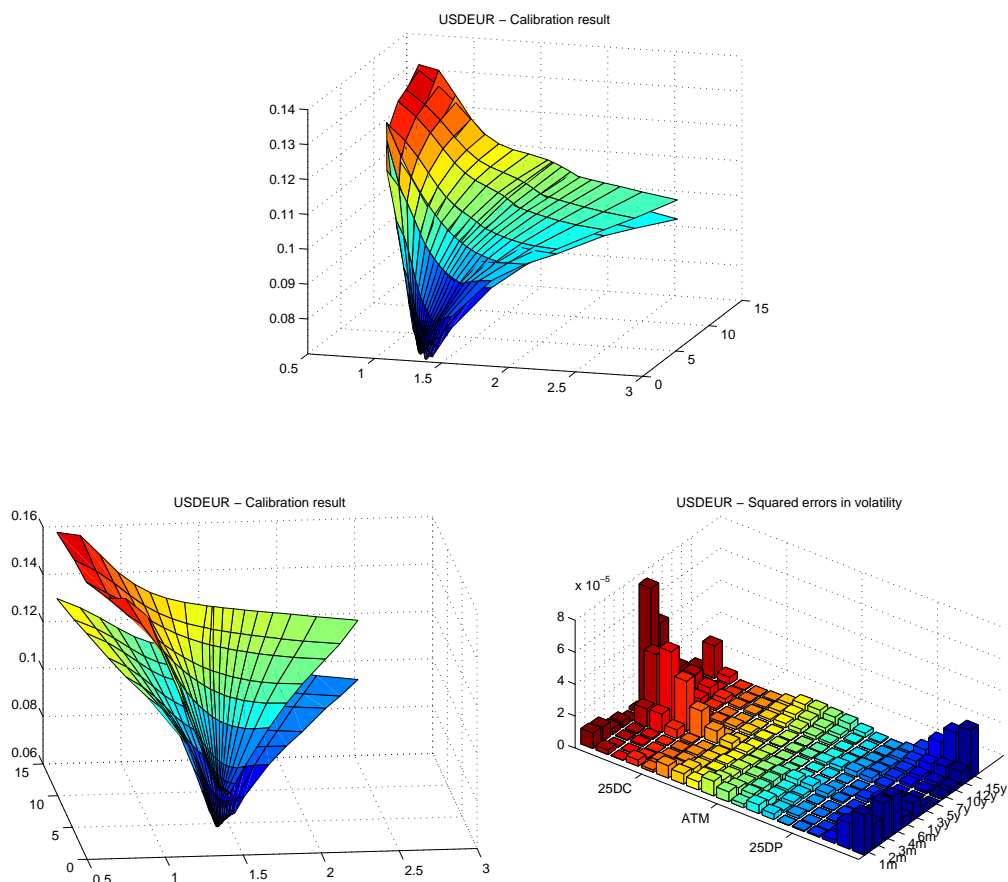 USDEUR − Calibration result
0.14
0.13
0.12
0.11
0.1
0.09
0.08
0.5
1
1.5
2
2.5
3
0
5
10
15
USDEUR − Calibration result
0.16
0.14
0.12
0.1
0.08
0.06
15
10
5
0
0.5
1
1.5
2
2.5
3
USDEUR − Squared errors in volatility
x 10−5
8
6
4
2
0
25DC
ATM
25DP
1m
2m
3m
6m
1y
3y
5y
7y
10y
12y
15y